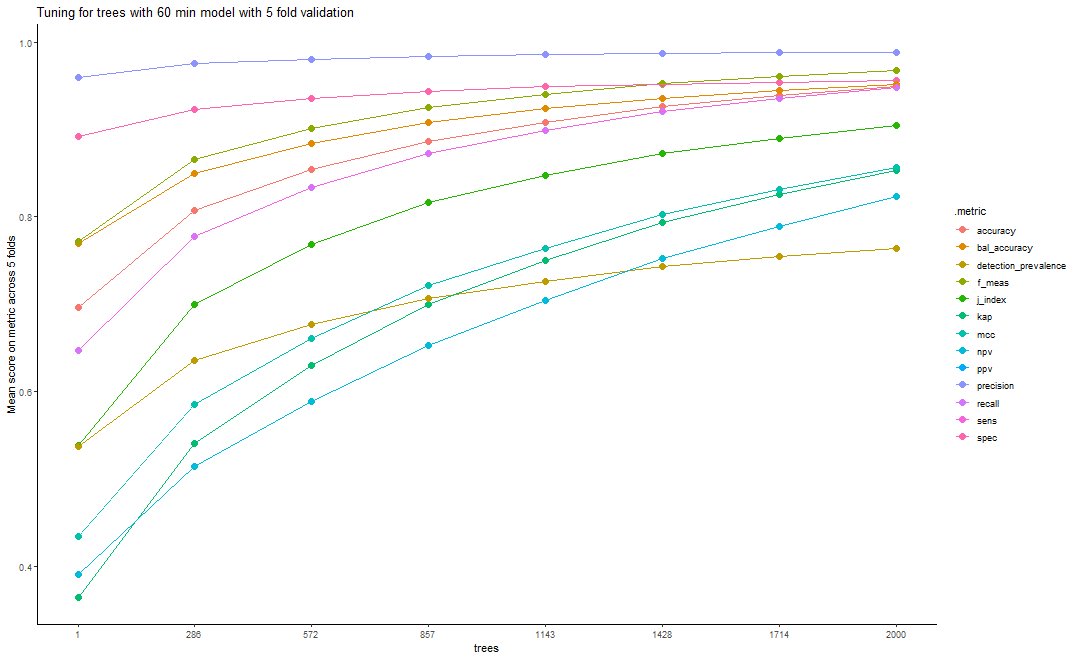 Tuning for trees with 60 min model with 5 fold validation
Mean score on metric across 5 folds
1.0
0.8
0.6
0.4
1 286 572 857 1143 1428 1714 2000
trees
.metric
accuracy
bal_accuracy
detection_prevalence
f_meas
j_index
kap
mcc
npv
ppv
precision
recall
sens
spec